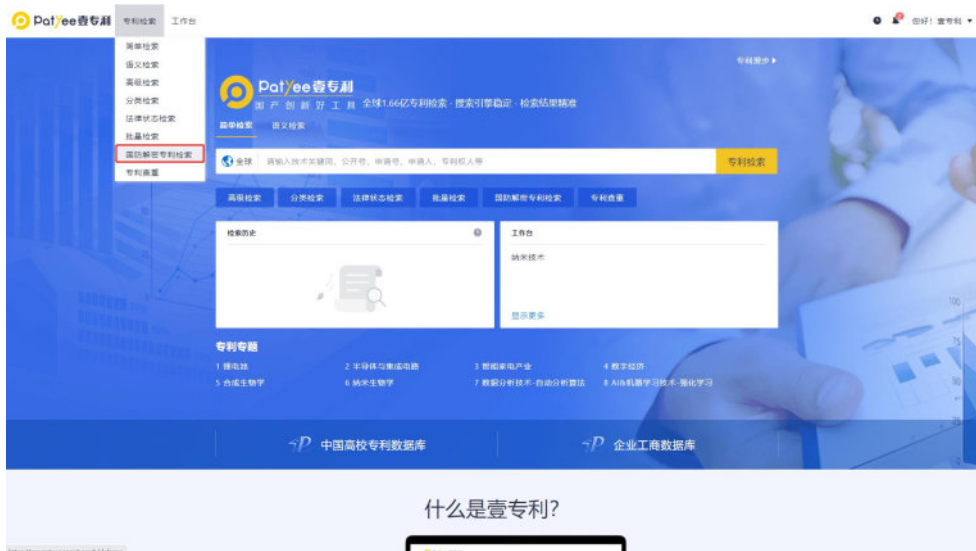 Patyee壹专利 专利检索 工作台 您好！壹专利
简单检索
语义检索
高级检索
分类检索
法律状态检索
批量检索
国防解密专利检索
专利查重
专利漫步
Patyee壹专利
国产创新好工具 全球1.66亿专利检索 · 搜索引擎稳定 · 检索结果精准
简单检索 语义检索
全球 请输入技术关键词、公开号、申请号、申请人、专利权人等 专利检索
高级检索 分类检索 法律状态检索 批量检索 国防解密专利检索 专利查重
检索历史 工作台
纳米技术
显示更多
专利专题
1 锂电池 2 半导体与集成电路 3 智能家电产业 4 数字经济
5 合成生物学 6 纳米生物学 7 数据分析技术-自动分析算法 8 AI&机器学习技术-强化学习
中国高校专利数据库 企业工商数据库
什么是壹专利?